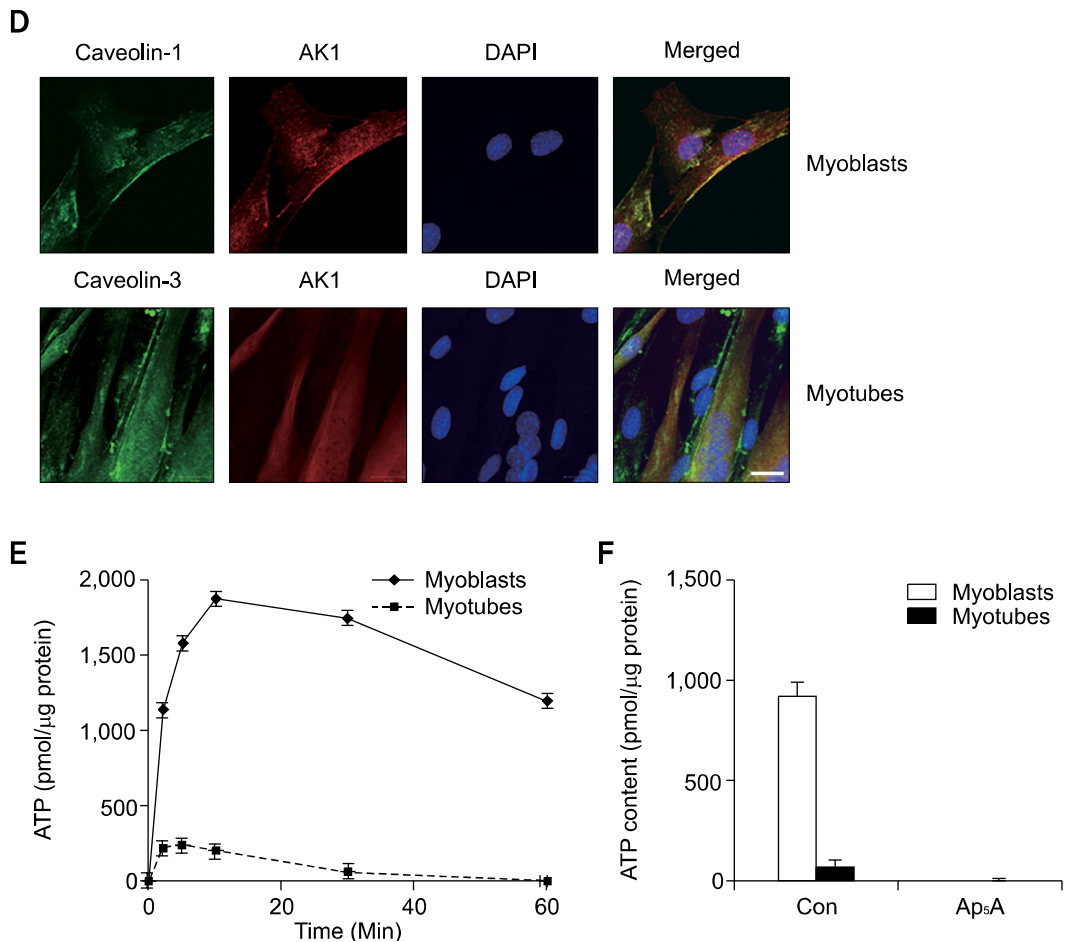 D
Caveolin-1 AK1 DAPI Merged
Myoblasts
Caveolin-3 AK1 DAPI Merged
Myotubes
E
2,000
1,500
1,000
500
0
ATP (pmol/μg protein)
Myoblasts
Myotubes
0 20 40 60
Time (Min)
F
1,500
1,000
500
0
ATP content (pmol/μg protein)
Myoblasts
Myotubes
Con Ap₅A